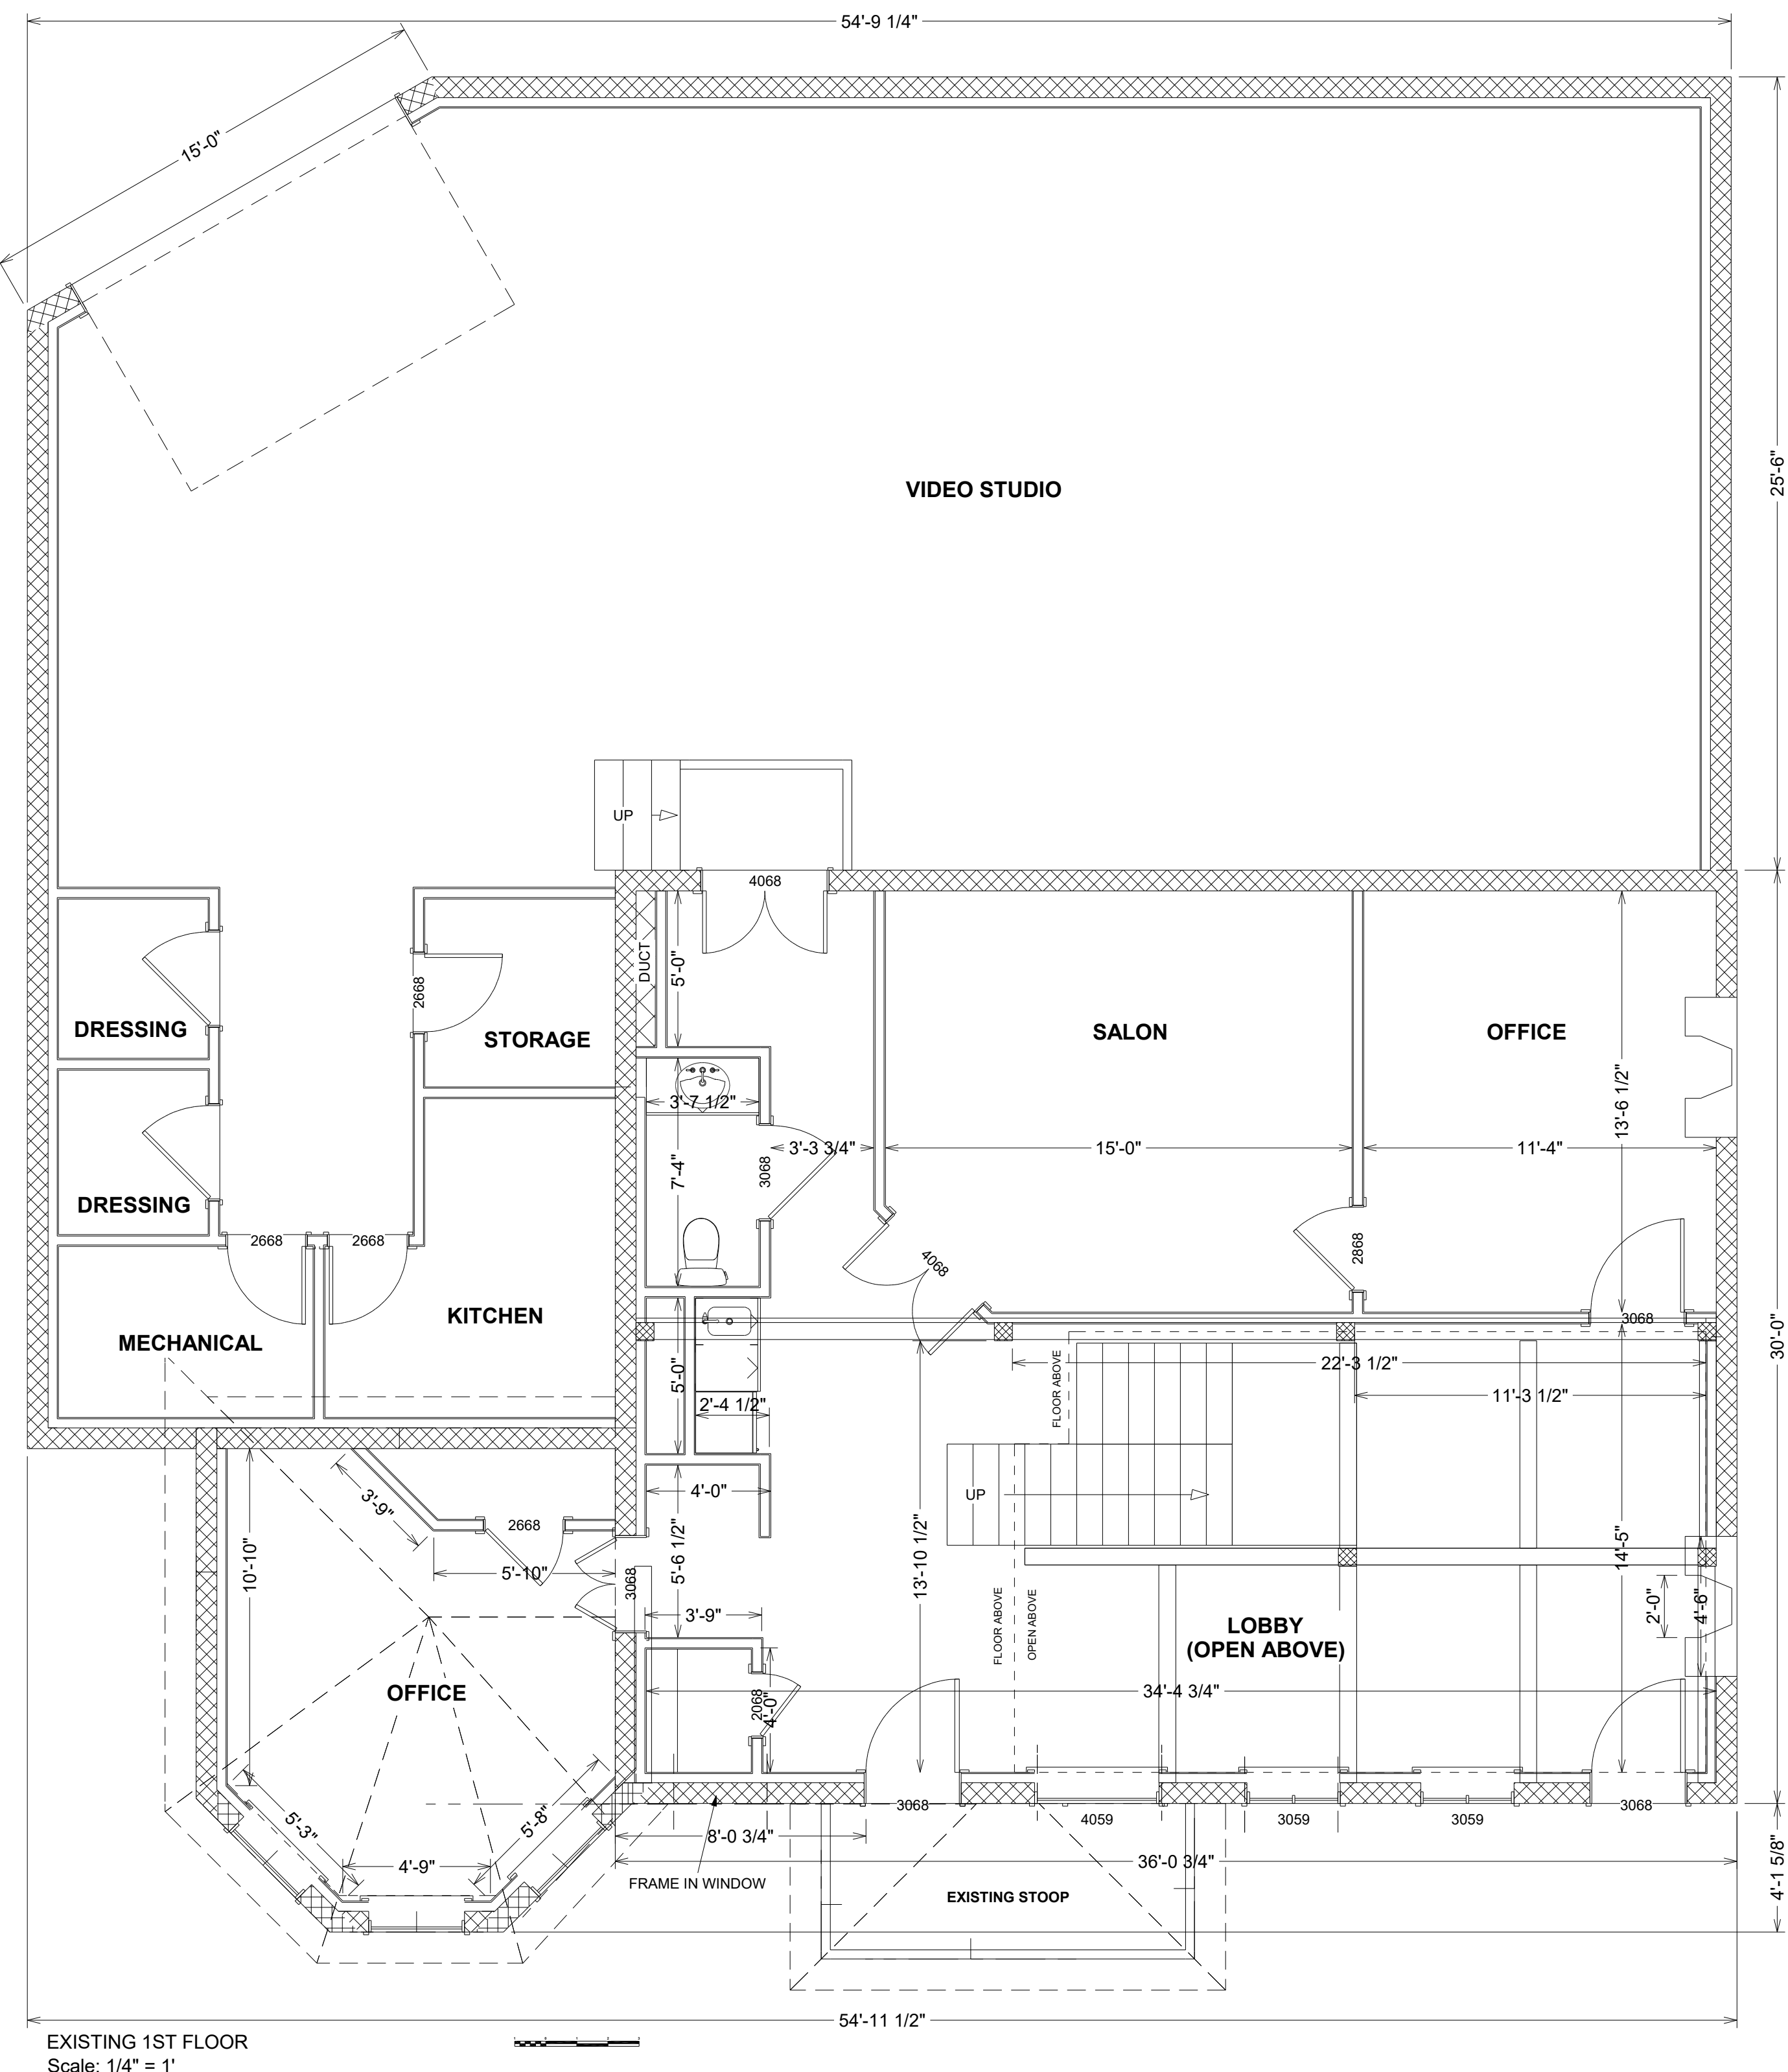 54'-9 1/4"
15'-0"
25'-6"
VIDEO STUDIO
UP
4068
DUCT
5'-0"
2668
DRESSING
STORAGE
SALON
OFFICE
3'-7 1/2"
13'-6 1/2"
7'-4"
3068
3'-3 3/4"
15'-0"
11'-4"
DRESSING
2668
2668
4068
2868
KITCHEN
MECHANICAL
3068
30'-0"
22'-3 1/2"
FLOOR ABOVE
5'-0"
11'-3 1/2"
2'-4 1/2"
3'-9"
4'-0"
UP
2668
5'-6 1/2"
13'-10 1/2"
14'-5"
10'-10"
5'-10"
3068
3'-9"
FLOOR ABOVE
OPEN ABOVE
2'-0"
4'-6"
LOBBY
(OPEN ABOVE)
OFFICE
2068
4'-0"
34'-4 3/4"
3068
4059
3059
3059
3068
5'-3"
5'-8"
8'-0 3/4"
4'-9"
36'-0 3/4"
4'-1 5/8"
FRAME IN WINDOW
EXISTING STOOP
54'-11 1/2"
EXISTING 1ST FLOOR
Scale: 1/4" = 1'